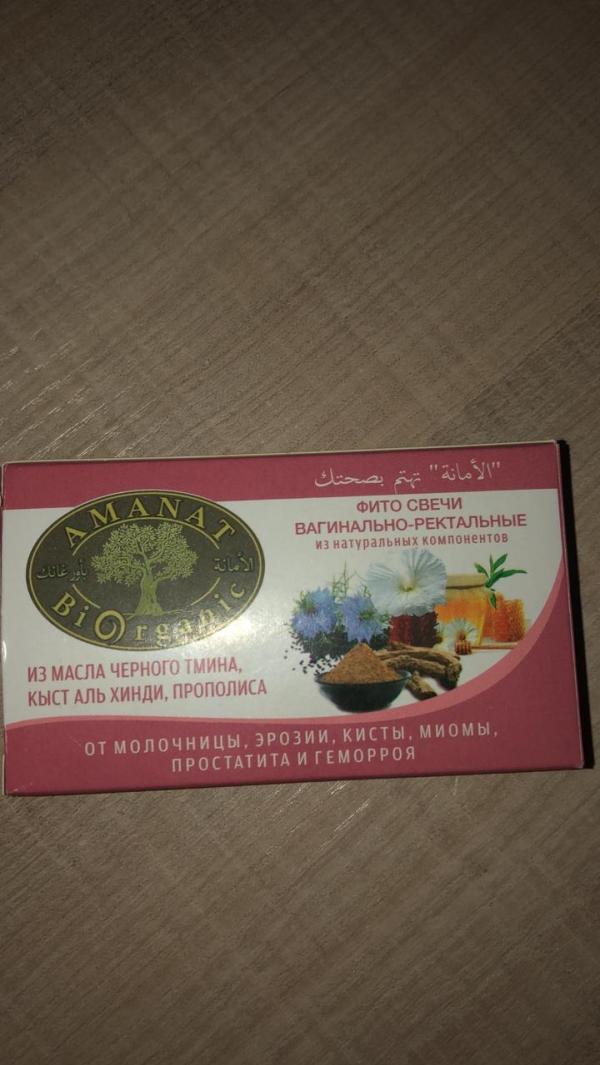 "الأمانة" تهتم بصحتك
ФИТО СВЕЧИ
ВАГИНАЛЬНО-РЕКТАЛЬНЫЕ
из натуральных компонентов
AMANAT
بأورغانك الأمانة
BiOrganic
ИЗ МАСЛА ЧЕРНОГО ТМИНА,
КЫСТ АЛЬ ХИНДИ, ПРОПОЛИСА
ОТ МОЛОЧНИЦЫ, ЭРОЗИИ, КИСТЫ, МИОМЫ,
ПРОСТАТИТА И ГЕМОРРОЯ